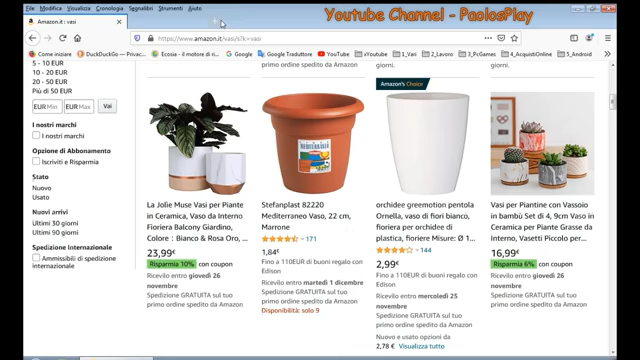 Youtube Channel - PaolosPlay
File Modifica Visualizza Cronologia Segnalibri Strumenti Aiuto
Amazon.it : vasi
https://www.amazon.it/vasi/s?k=vasi
Come iniziare DuckDuckGo — Privac... Ecosia - il motore di ric... Google Google Traduttore YouTube xYoutube 1_Vari 2_Lavoro 3_PcGames 4_AcquistiOnline 5_Android
5 - 10 EUR
10 - 20 EUR
20 - 50 EUR
Più di 50 EUR
EUR Min EUR Max Vai
I nostri marchi
I nostri marchi
Opzione di Abbonamento
Iscriviti e Risparmia
Stato
Nuovo
Usato
Nuovi arrivi
Ultimi 30 giorni
Ultimi 90 giorni
Spedizione Internazionale
Ammissibili di spedizione
internazionale
primo ordine spedito da Amazon
La Jolie Muse Vasi per Piante
in Ceramica, Vaso da Interno
Fioriera Balcony Giardino,
Colore : Bianco & Rosa Oro, ...
23,99€
Risparmia 10% con coupon
Ricevilo entro giovedì 26
novembre
Spedizione GRATUITA sul tuo
primo ordine spedito da Amazon
primo ordine spedito da Amazon
MEDITERRANEO
Stefanplast 82220
Mediterraneo Vaso, 22 cm,
Marrone
171
1,84€
Fino a 110EUR di buoni regalo con
Edison
Ricevilo entro martedì 1 dicembre
Spedizione GRATUITA sul tuo
primo ordine spedito da Amazon
Disponibilità: solo 9
giorni.
Amazon's Choice
orchidee greemotion pentola
Ornella, vaso di fiori bianco,
fioriera per orchidee di
plastica, fioriere Misure: Ø 1...
144
2,99€
Fino a 110EUR di buoni regalo con
Edison
Ricevilo entro mercoledì 25
novembre
Spedizione GRATUITA sul tuo
primo ordine spedito da Amazon
Nuovo e usato opzioni da
2,78 € Visualizza tutto
giorni.
Vasi per Piantine con Vassoio
in bambù Set di 4, 9cm Vaso in
Ceramica per Piante Grasse da
Interno, Vasetti Piccolo per...
16,99€
Risparmia 6% con coupon
Ricevilo entro giovedì 26
novembre
Spedizione GRATUITA sul tuo
primo ordine spedito da Amazon